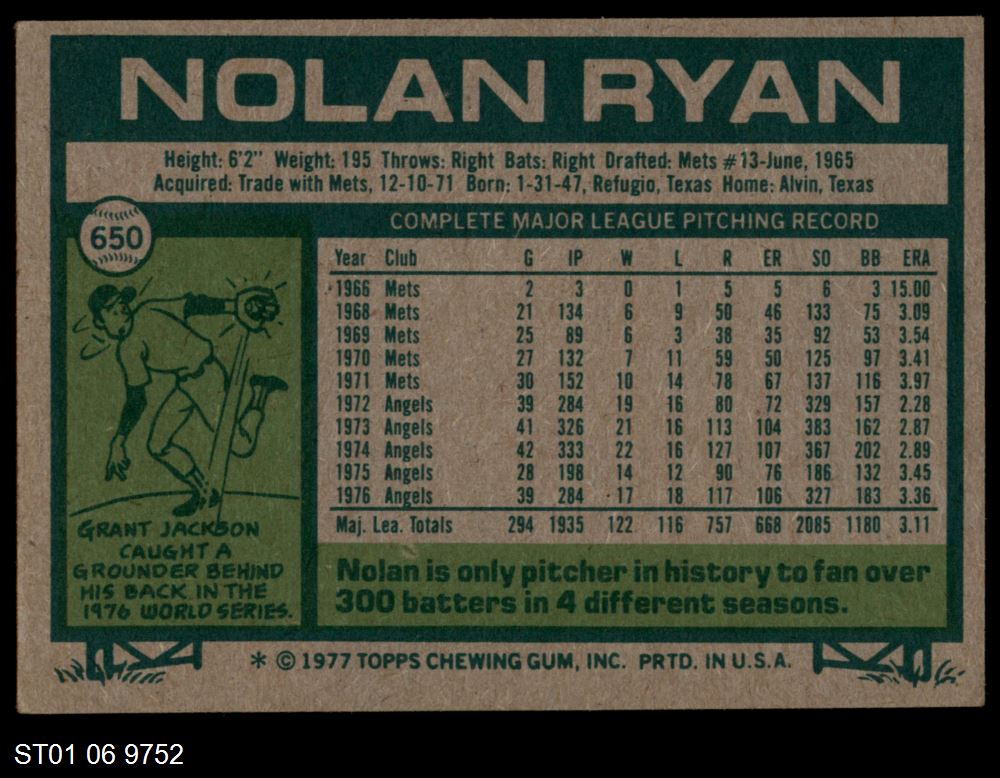 NOLAN RYAN
Height: 6'2" Weight: 195 Throws: Right Bats: Right Drafted: Mets #13-June, 1965
Acquired: Trade with Mets, 12-10-71 Born: 1-31-47, Refugio, Texas Home: Alvin, Texas
650
COMPLETE MAJOR LEAGUE PITCHING RECORD
Year Club G IP W L R ER SO BB ERA
1966 Mets 2 3 0 1 5 5 6 3 15.00
1968 Mets 21 134 6 9 50 46 133 75 3.09
1969 Mets 25 89 6 3 38 35 92 53 3.54
1970 Mets 27 132 7 11 59 50 125 97 3.41
1971 Mets 30 152 10 14 78 67 137 116 3.97
1972 Angels 39 284 19 16 80 72 329 157 2.28
1973 Angels 41 326 21 16 113 104 383 162 2.87
1974 Angels 42 333 22 16 127 107 367 202 2.89
1975 Angels 28 198 14 12 90 76 186 132 3.45
1976 Angels 39 284 17 18 117 106 327 183 3.36
Maj. Lea. Totals 294 1935 122 116 757 668 2085 1180 3.11
GRANT JACKSON
CAUGHT A
GROUNDER BEHIND
HIS BACK IN THE
1976 WORLD SERIES.
Nolan is only pitcher in history to fan over
300 batters in 4 different seasons.
* © 1977 TOPPS CHEWING GUM, INC. PRTD. IN U.S.A.
ST01 06 9752